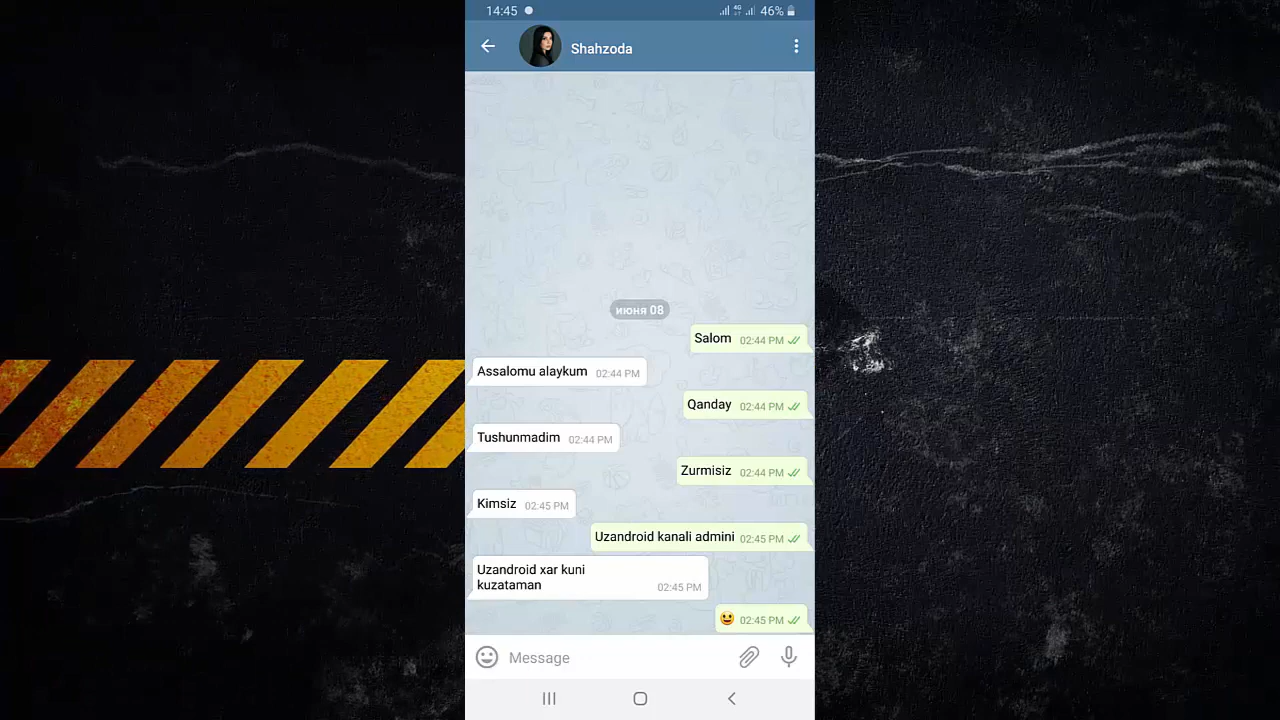 14:45
4G
46%
Shahzoda
июня 08
Salom 02:44 PM
Assalomu alaykum 02:44 PM
Qanday 02:44 PM
Tushunmadim 02:44 PM
Zurmisiz 02:44 PM
Kimsiz 02:45 PM
Uzandroid kanali admini 02:45 PM
Uzandroid xar kuni
kuzataman 02:45 PM
😃 02:45 PM
Message